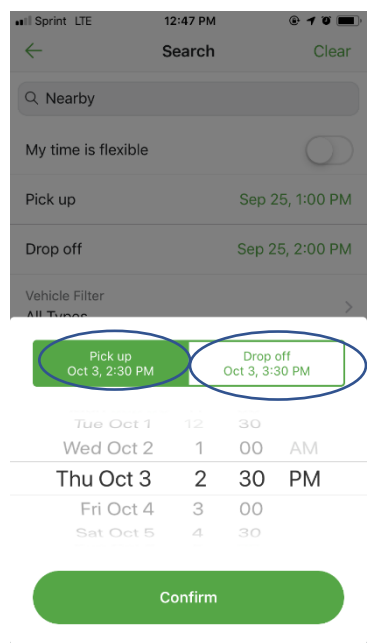 Sprint LTE 12:47 PM
Search Clear
Nearby
My time is flexible
Pick up Sep 25, 1:00 PM
Drop off Sep 25, 2:00 PM
Vehicle Filter
All Types
Pick up Drop off
Oct 3, 2:30 PM Oct 3, 3:30 PM
Tue Oct 1 12 30
Wed Oct 2 1 00 AM
Thu Oct 3 2 30 PM
Fri Oct 4 3 00
Sat Oct 5 4 30
Confirm